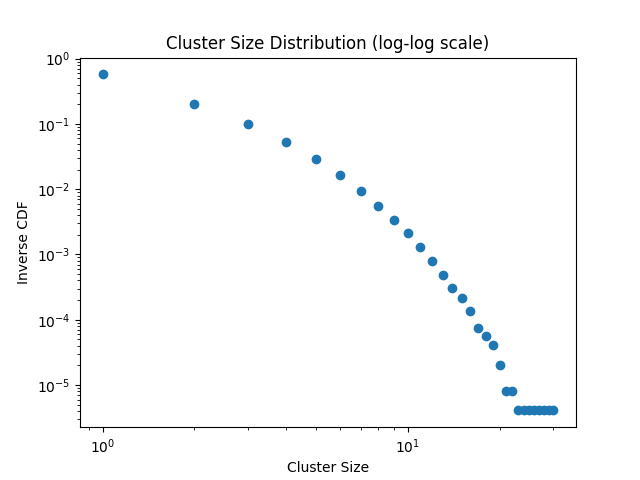 Cluster Size Distribution (log-log scale)
10⁰
10⁻¹
10⁻²
10⁻³
10⁻⁴
10⁻⁵
Inverse CDF
10⁰ 10¹
Cluster Size